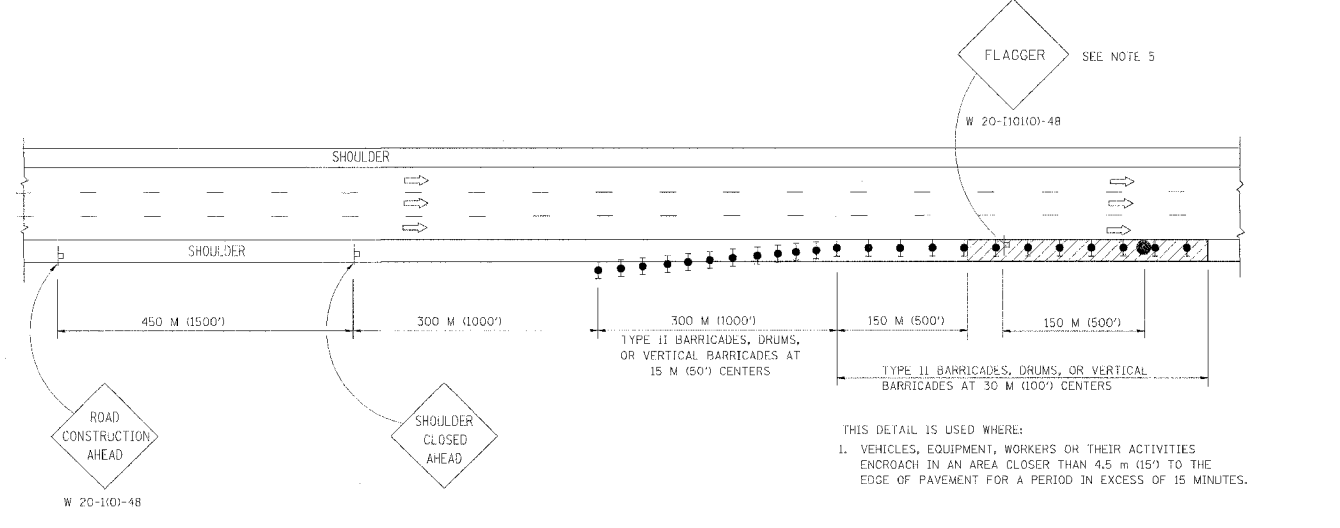 FLAGGER
SEE NOTE 5
W 20-I101(O)-48
SHOULDER
SHOULDER
450 M (1500')
300 M (1000')
300 M (1000')
150 M (500')
150 M (500')
TYPE II BARRICADES, DRUMS,
OR VERTICAL BARRICADES AT
15 M (50') CENTERS
TYPE II BARRICADES, DRUMS, OR VERTICAL
BARRICADES AT 30 M (100') CENTERS
ROAD
CONSTRUCTION
AHEAD
W 20-1(O)-48
SHOULDER
CLOSED
AHEAD
THIS DETAIL IS USED WHERE:
1. VEHICLES, EQUIPMENT, WORKERS OR THEIR ACTIVITIES
ENCROACH IN AN AREA CLOSER THAN 4.5 m (15') TO THE
EDGE OF PAVEMENT FOR A PERIOD IN EXCESS OF 15 MINUTES.